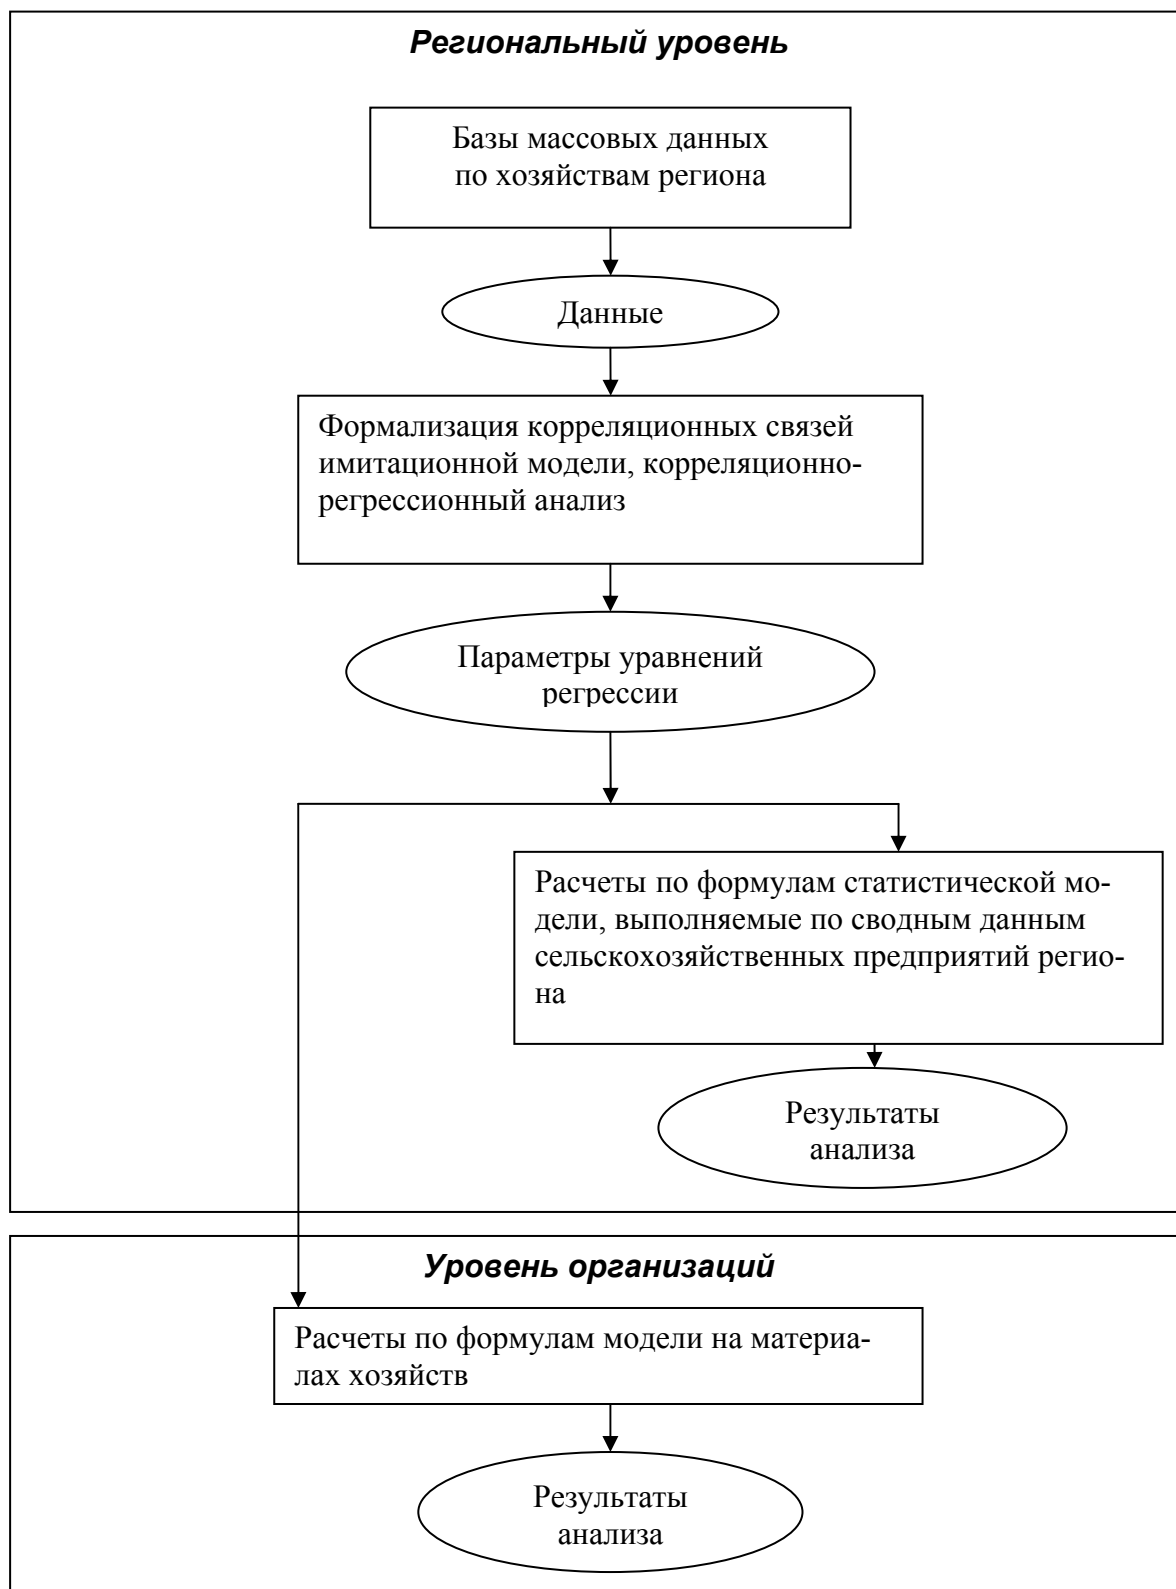 Региональный уровень
Базы массовых данных
по хозяйствам региона
Данные
Формализация корреляционных связей
имитационной модели, корреляционно-
регрессионный анализ
Параметры уравнений
регрессии
Расчеты по формулам статистической мо-
дели, выполняемые по сводным данным
сельскохозяйственных предприятий регио-
на
Результаты
анализа
Уровень организаций
Расчеты по формулам модели на материа-
лах хозяйств
Результаты
анализа